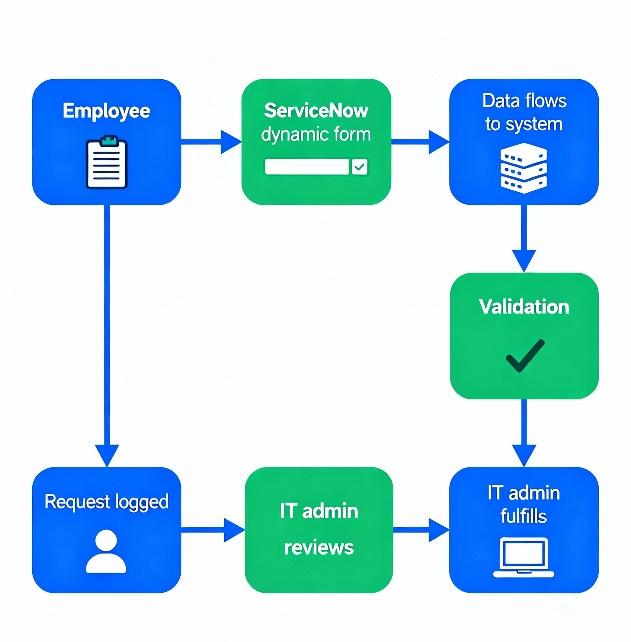 Employee
ServiceNow
dynamic form
Data flows
to system
Validation
Request logged
IT admin
reviews
IT admin
fulfills